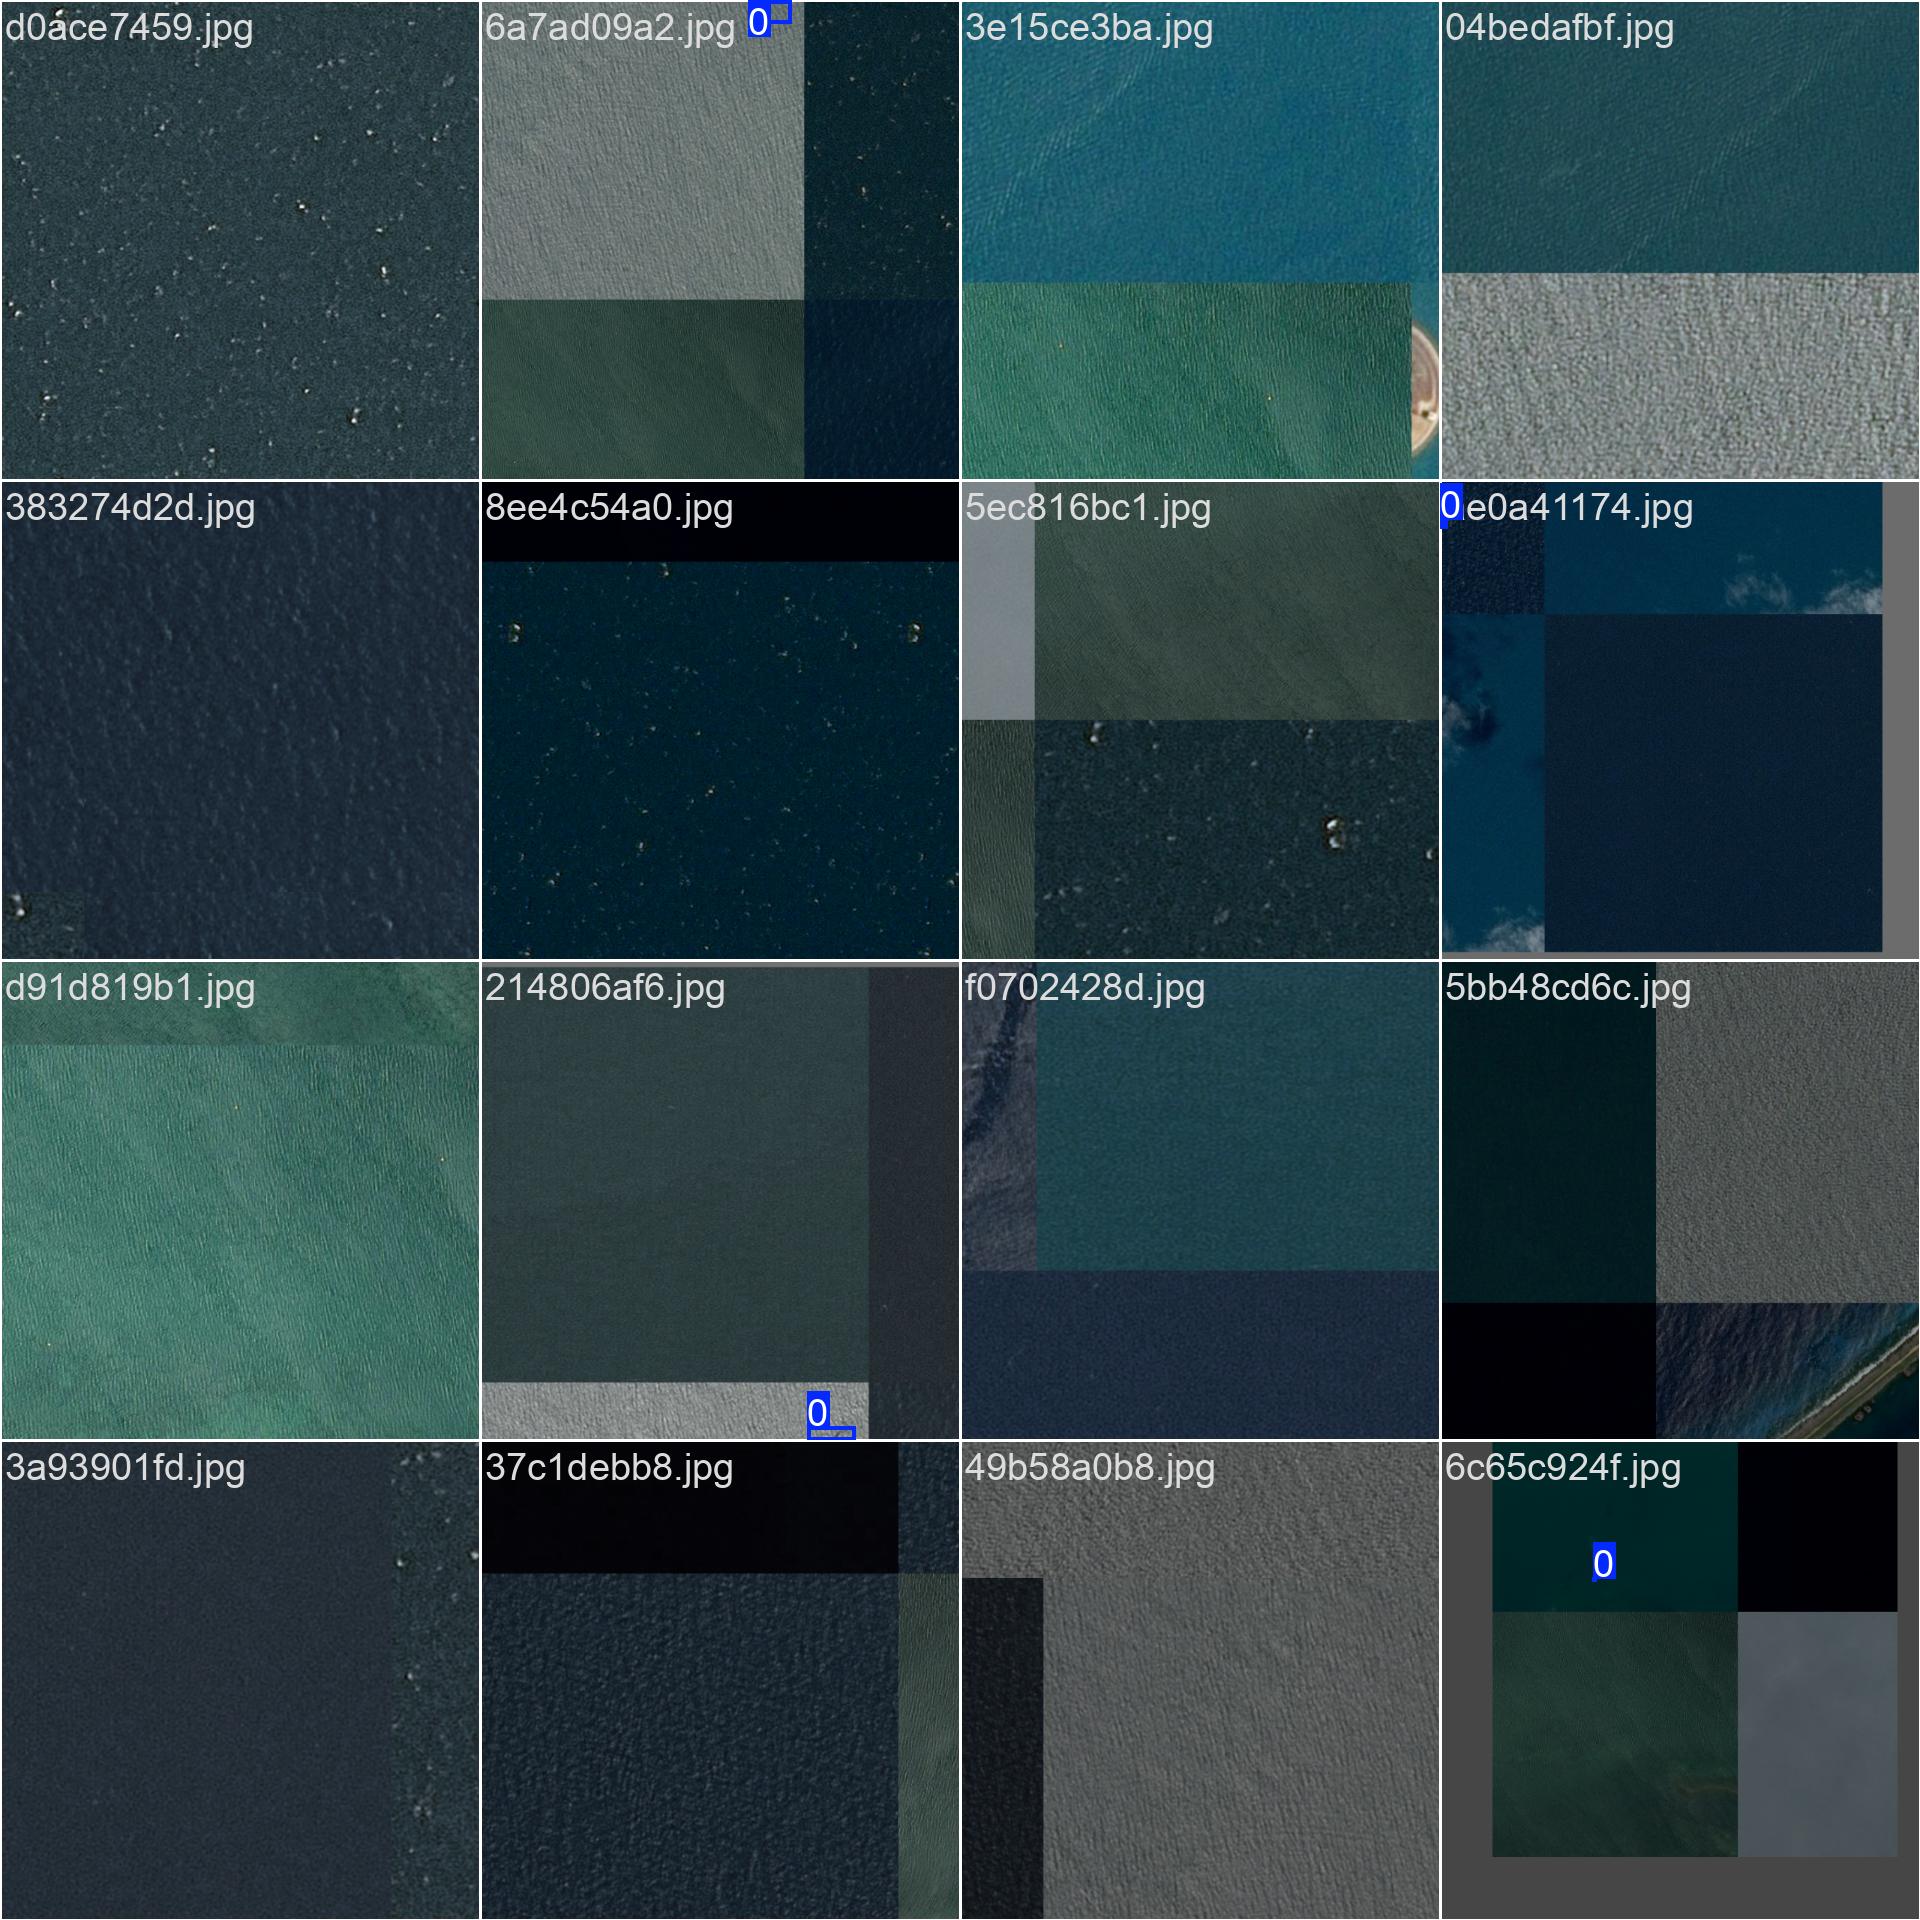 d0ace7459.jpg
6a7ad09a2.jpg 0
3e15ce3ba.jpg
04bedafbf.jpg
383274d2d.jpg
8ee4c54a0.jpg
5ec816bc1.jpg
0 e0a41174.jpg
d91d819b1.jpg
214806af6.jpg
f0702428d.jpg
5bb48cd6c.jpg
0
3a93901fd.jpg
37c1debb8.jpg
49b58a0b8.jpg
6c65c924f.jpg
0